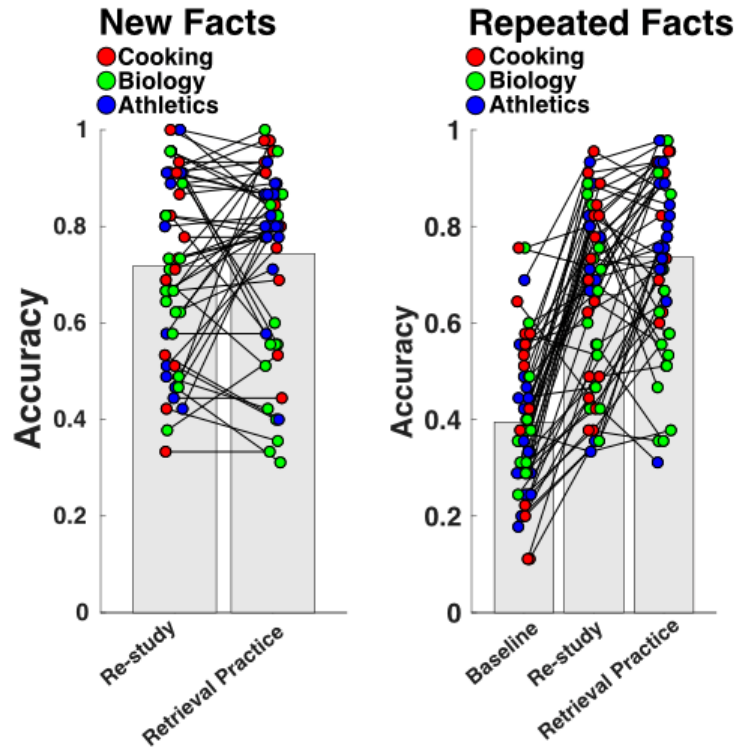 New Facts
Cooking
Biology
Athletics
Accuracy
1
0.8
0.6
0.4
0.2
0
Re-study
Retrieval Practice
Repeated Facts
Cooking
Biology
Athletics
Accuracy
1
0.8
0.6
0.4
0.2
0
Baseline
Re-study
Retrieval Practice